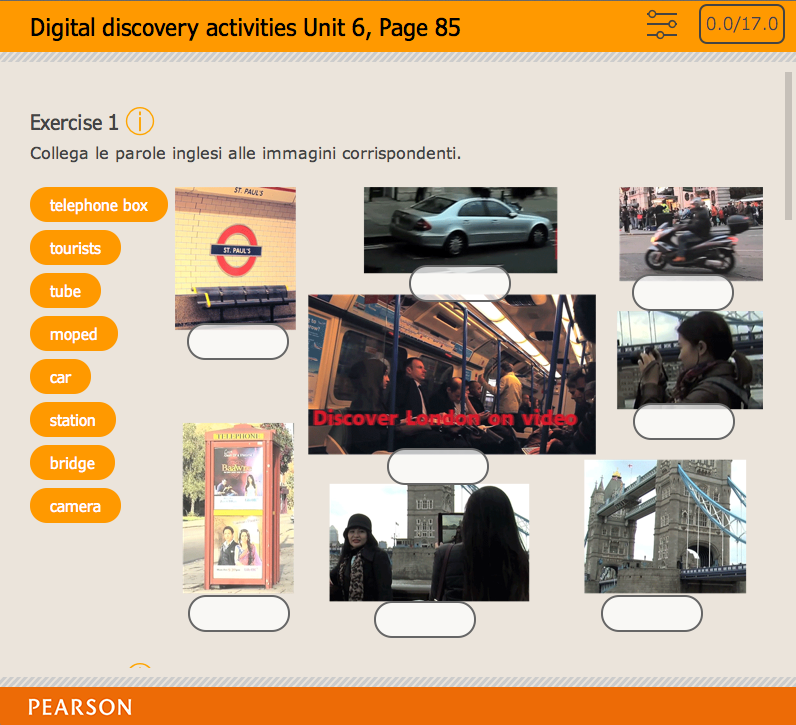 Digital discovery activities Unit 6, Page 85
0.0/17.0
Exercise 1
Collega le parole inglesi alle immagini corrispondenti.
telephone box
tourists
tube
moped
car
station
bridge
camera
ST. PAUL'S
ST. PAUL'S
Discover London on video
TELEPHONE
PEARSON